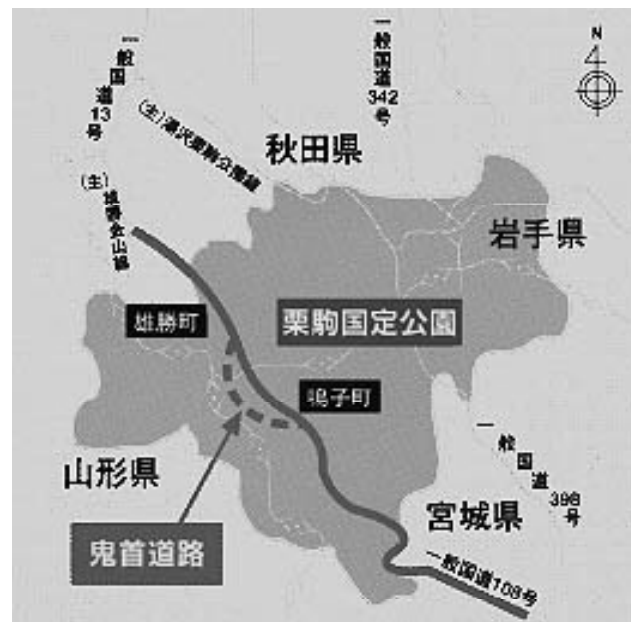 一般国道13号
一般国道342号
N
(主)湯沢栗駒公園線
秋田県
(主)雄勝金山線
岩手県
雄勝町
栗駒国定公園
鳴子町
山形県
一般国道398号
宮城県
鬼首道路
一般国道108号